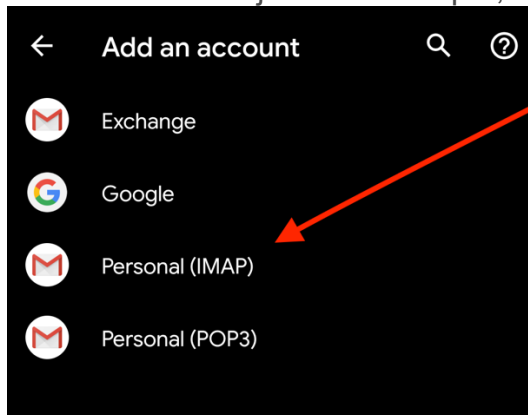 Add an account
Exchange
Google
Personal (IMAP)
Personal (POP3)